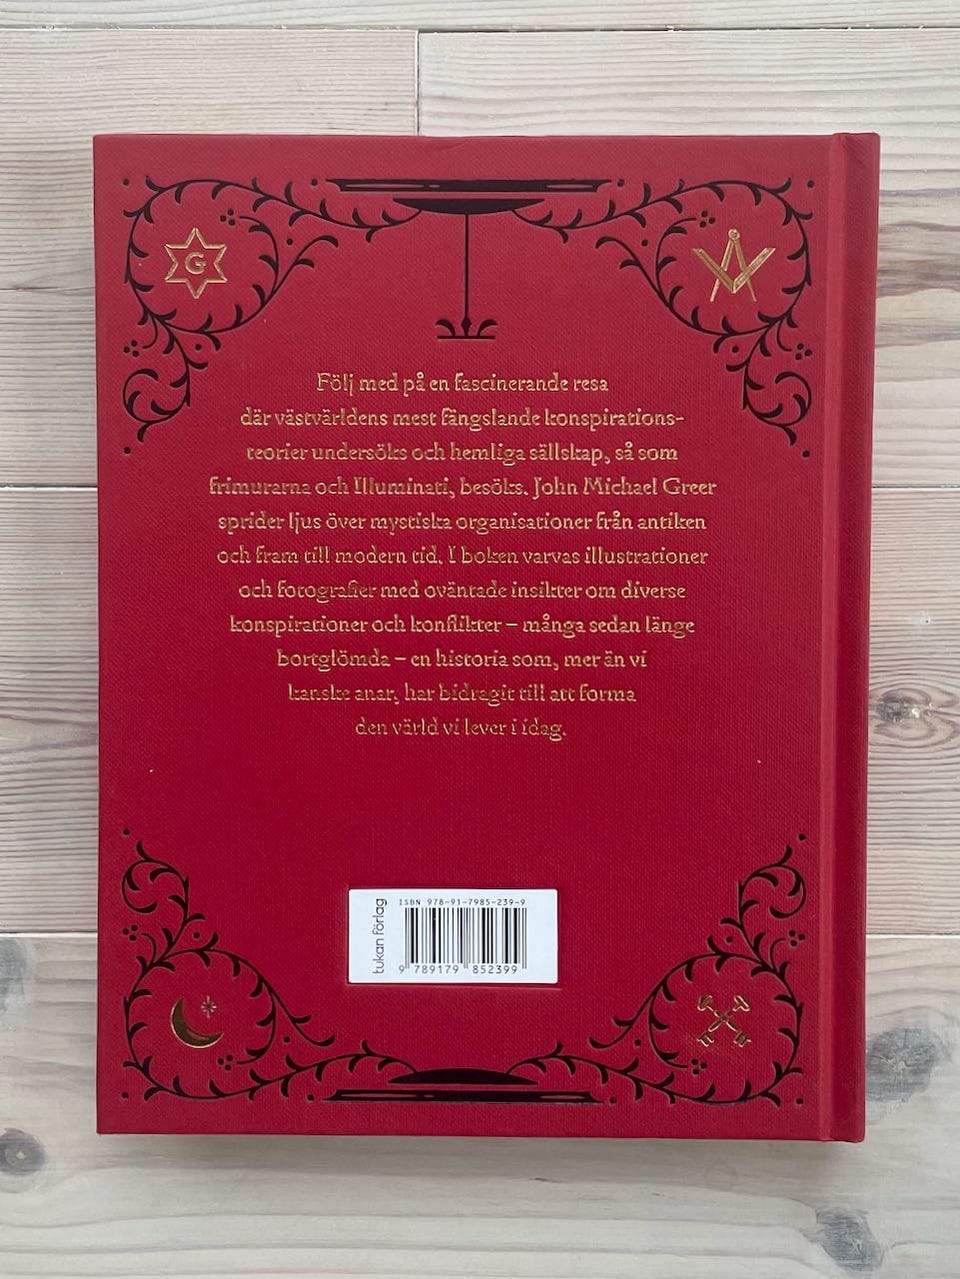 G
Följ med på en fascinerande resa
där västvärldens mest fängslande konspirations-
teorier undersöks och hemliga sällskap, så som
frimurarna och Illuminati, besöks. John Michael Greer
sprider ljus över mystiska organisationer från antiken
och fram till modern tid. I boken varvas illustrationer
och fotografier med oväntade insikter om diverse
konspirationer och konflikter – många sedan länge
bortglömda – en historia som, mer än vi
kanske anar, har bidragit till att forma
den värld vi lever i idag.
tukan förlag
ISBN 978-91-7985-239-9
9 789179 852399